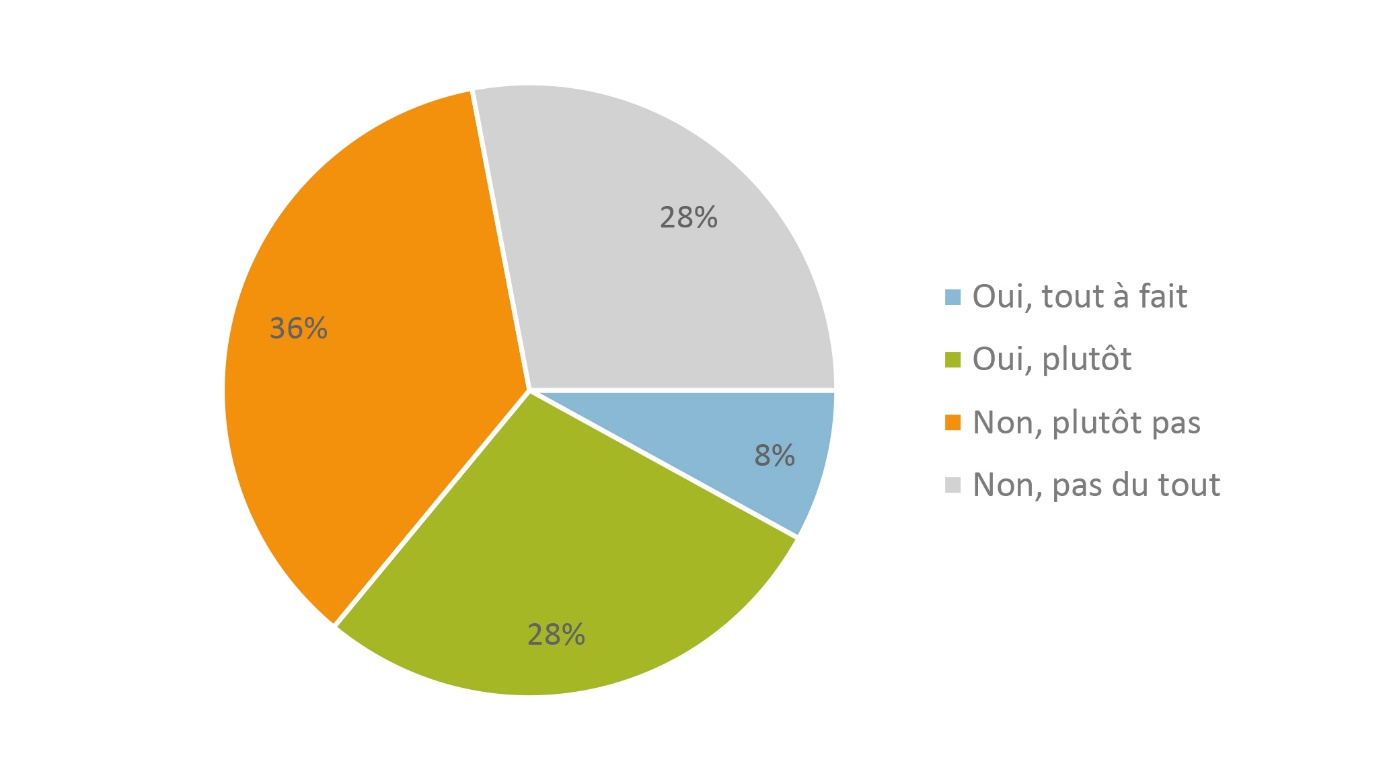 28%
36%
8%
28%
Oui, tout à fait
Oui, plutôt
Non, plutôt pas
Non, pas du tout